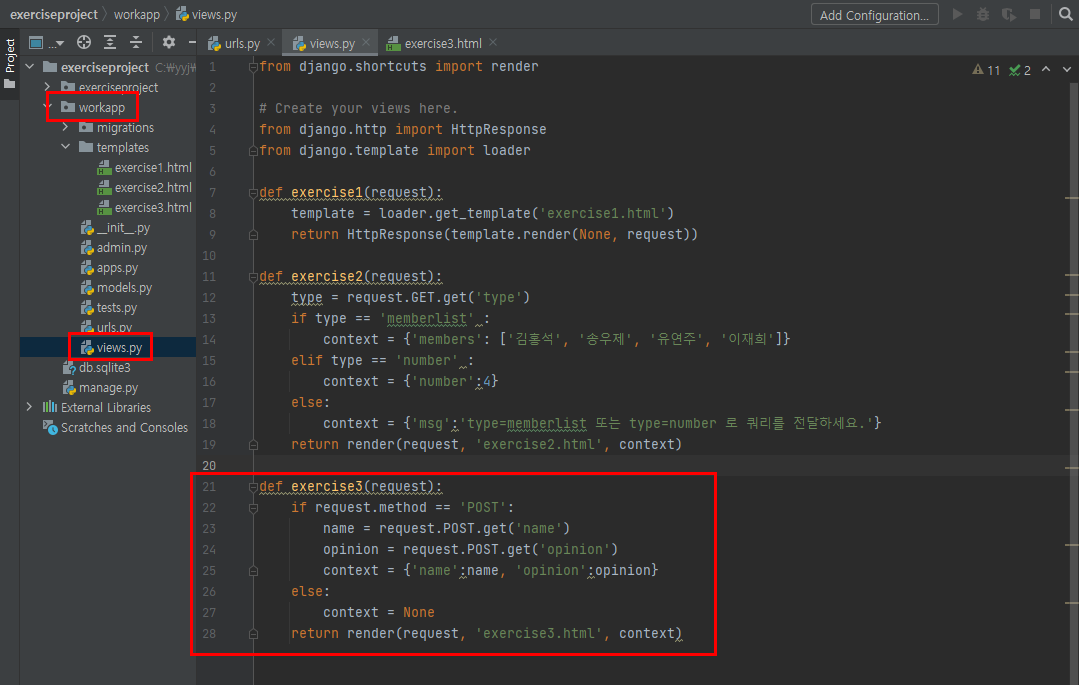 exerciseproject 〉 workapp 〉 views.py
Add Configuration...
Project
...
urls.py ×
views.py ×
exercise3.html ×
exerciseproject C:₩yyj₩
exerciseproject
workapp
migrations
templates
exercise1.html
exercise2.html
exercise3.html
__init__.py
admin.py
apps.py
models.py
tests.py
urls.py
views.py
db.sqlite3
manage.py
External Libraries
Scratches and Consoles
11 2
1 from django.shortcuts import render
2
3 # Create your views here.
4 from django.http import HttpResponse
5 from django.template import loader
6
7 def exercise1(request):
8     template = loader.get_template('exercise1.html')
9     return HttpResponse(template.render(None, request))
10
11 def exercise2(request):
12     type = request.GET.get('type')
13     if type == 'memberlist' :
14         context = {'members': ['김홍석', '송우제', '유연주', '이재희']}
15     elif type == 'number' :
16         context = {'number':4}
17     else:
18         context = {'msg':'type=memberlist 또는 type=number 로 쿼리를 전달하세요.'}
19     return render(request, 'exercise2.html', context)
20
21 def exercise3(request):
22     if request.method == 'POST':
23         name = request.POST.get('name')
24         opinion = request.POST.get('opinion')
25         context = {'name':name, 'opinion':opinion}
26     else:
27         context = None
28     return render(request, 'exercise3.html', context)